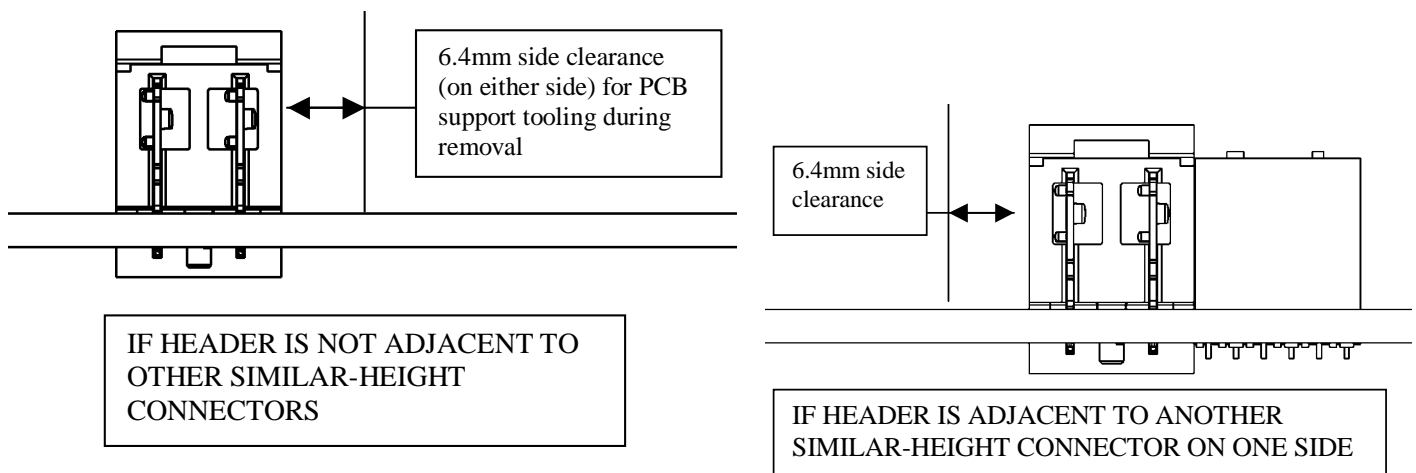 6.4mm side clearance
(on either side) for PCB
support tooling during
removal
IF HEADER IS NOT ADJACENT TO
OTHER SIMILAR-HEIGHT
CONNECTORS
6.4mm side
clearance
IF HEADER IS ADJACENT TO ANOTHER
SIMILAR-HEIGHT CONNECTOR ON ONE SIDE